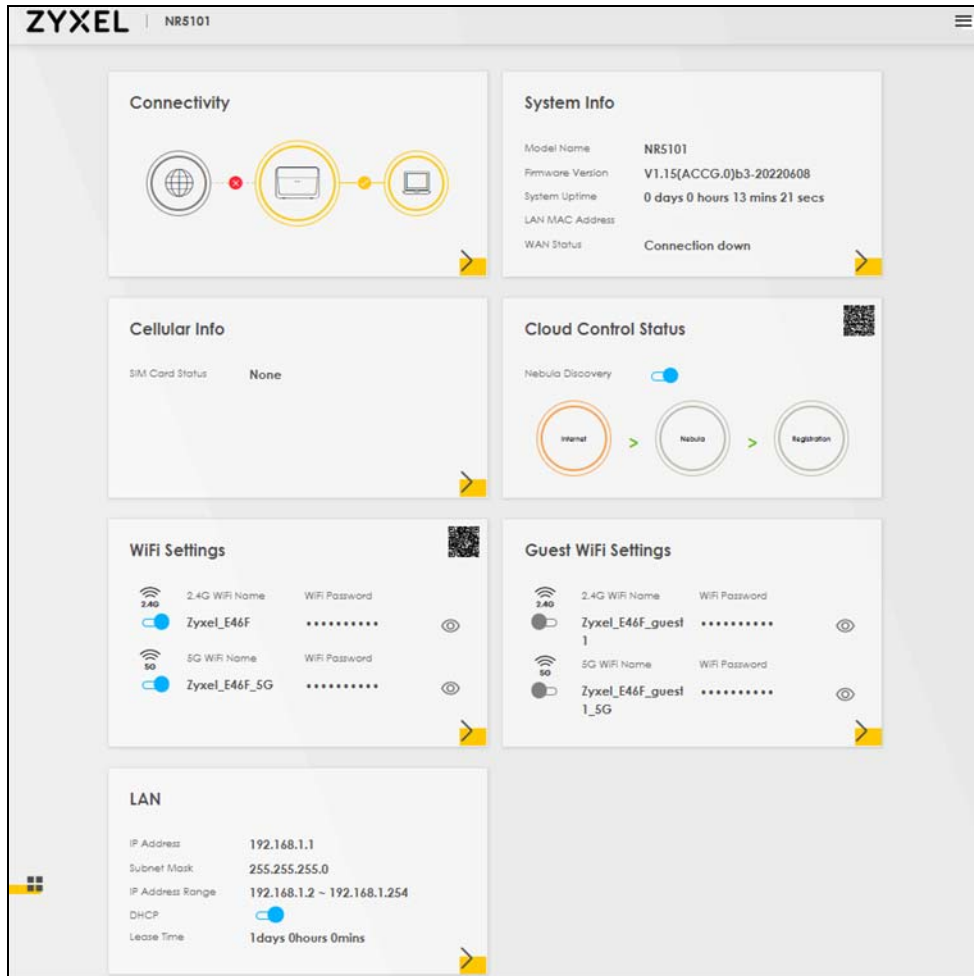 ZYXEL NR5101
Connectivity
System Info
Model Name NR5101
Firmware Version V1.15(ACCG.0)b3-20220608
System Uptime 0 days 0 hours 13 mins 21 secs
LAN MAC Address
WAN Status Connection down
Cellular Info
SIM Card Status None
Cloud Control Status
Nebula Discovery
Internet > Nebula > Registration
WiFi Settings
2.4G 2.4G WiFi Name WiFi Password
Zyxel_E46F ••••••••••
5G 5G WiFi Name WiFi Password
Zyxel_E46F_5G ••••••••••
Guest WiFi Settings
2.4G 2.4G WiFi Name WiFi Password
Zyxel_E46F_guest ••••••••••
1
5G 5G WiFi Name WiFi Password
Zyxel_E46F_guest ••••••••••
1_5G
LAN
IP Address 192.168.1.1
Subnet Mask 255.255.255.0
IP Address Range 192.168.1.2 ~ 192.168.1.254
DHCP
Lease Time 1days 0hours 0mins